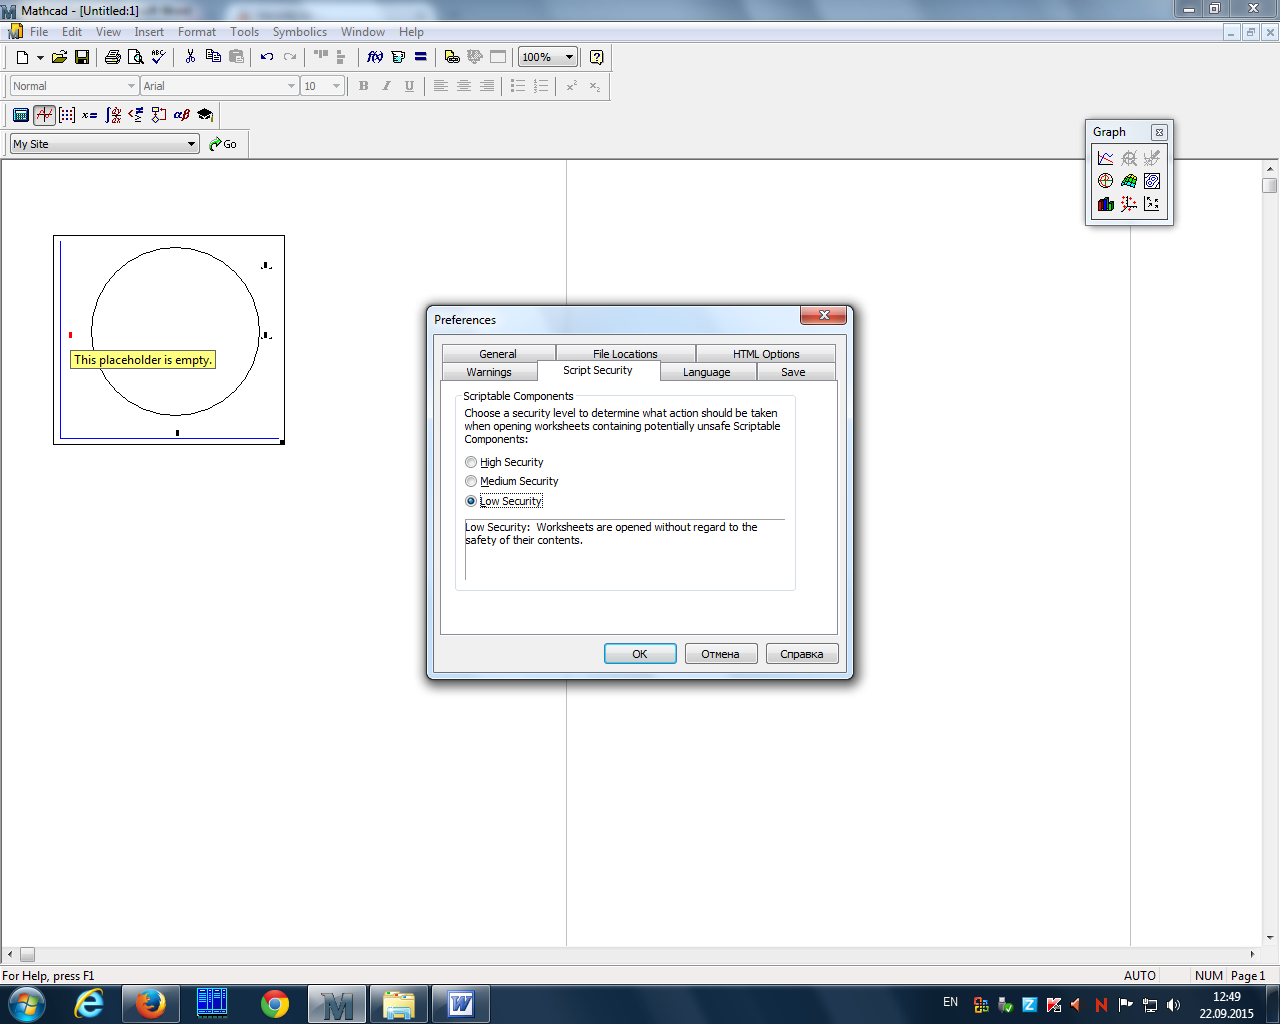 Mathcad - [Untitled:1]
File Edit View Insert Format Tools Symbolics Window Help
100%
Normal Arial 10 B I U
My Site Go
Graph
This placeholder is empty.
Preferences
General File Locations HTML Options
Warnings Script Security Language Save
Scriptable Components
Choose a security level to determine what action should be taken
when opening worksheets containing potentially unsafe Scriptable
Components:
High Security
Medium Security
Low Security
Low Security: Worksheets are opened without regard to the
safety of their contents.
OK Отмена Справка
For Help, press F1 AUTO NUM Page 1
EN 12:49
22.09.2015